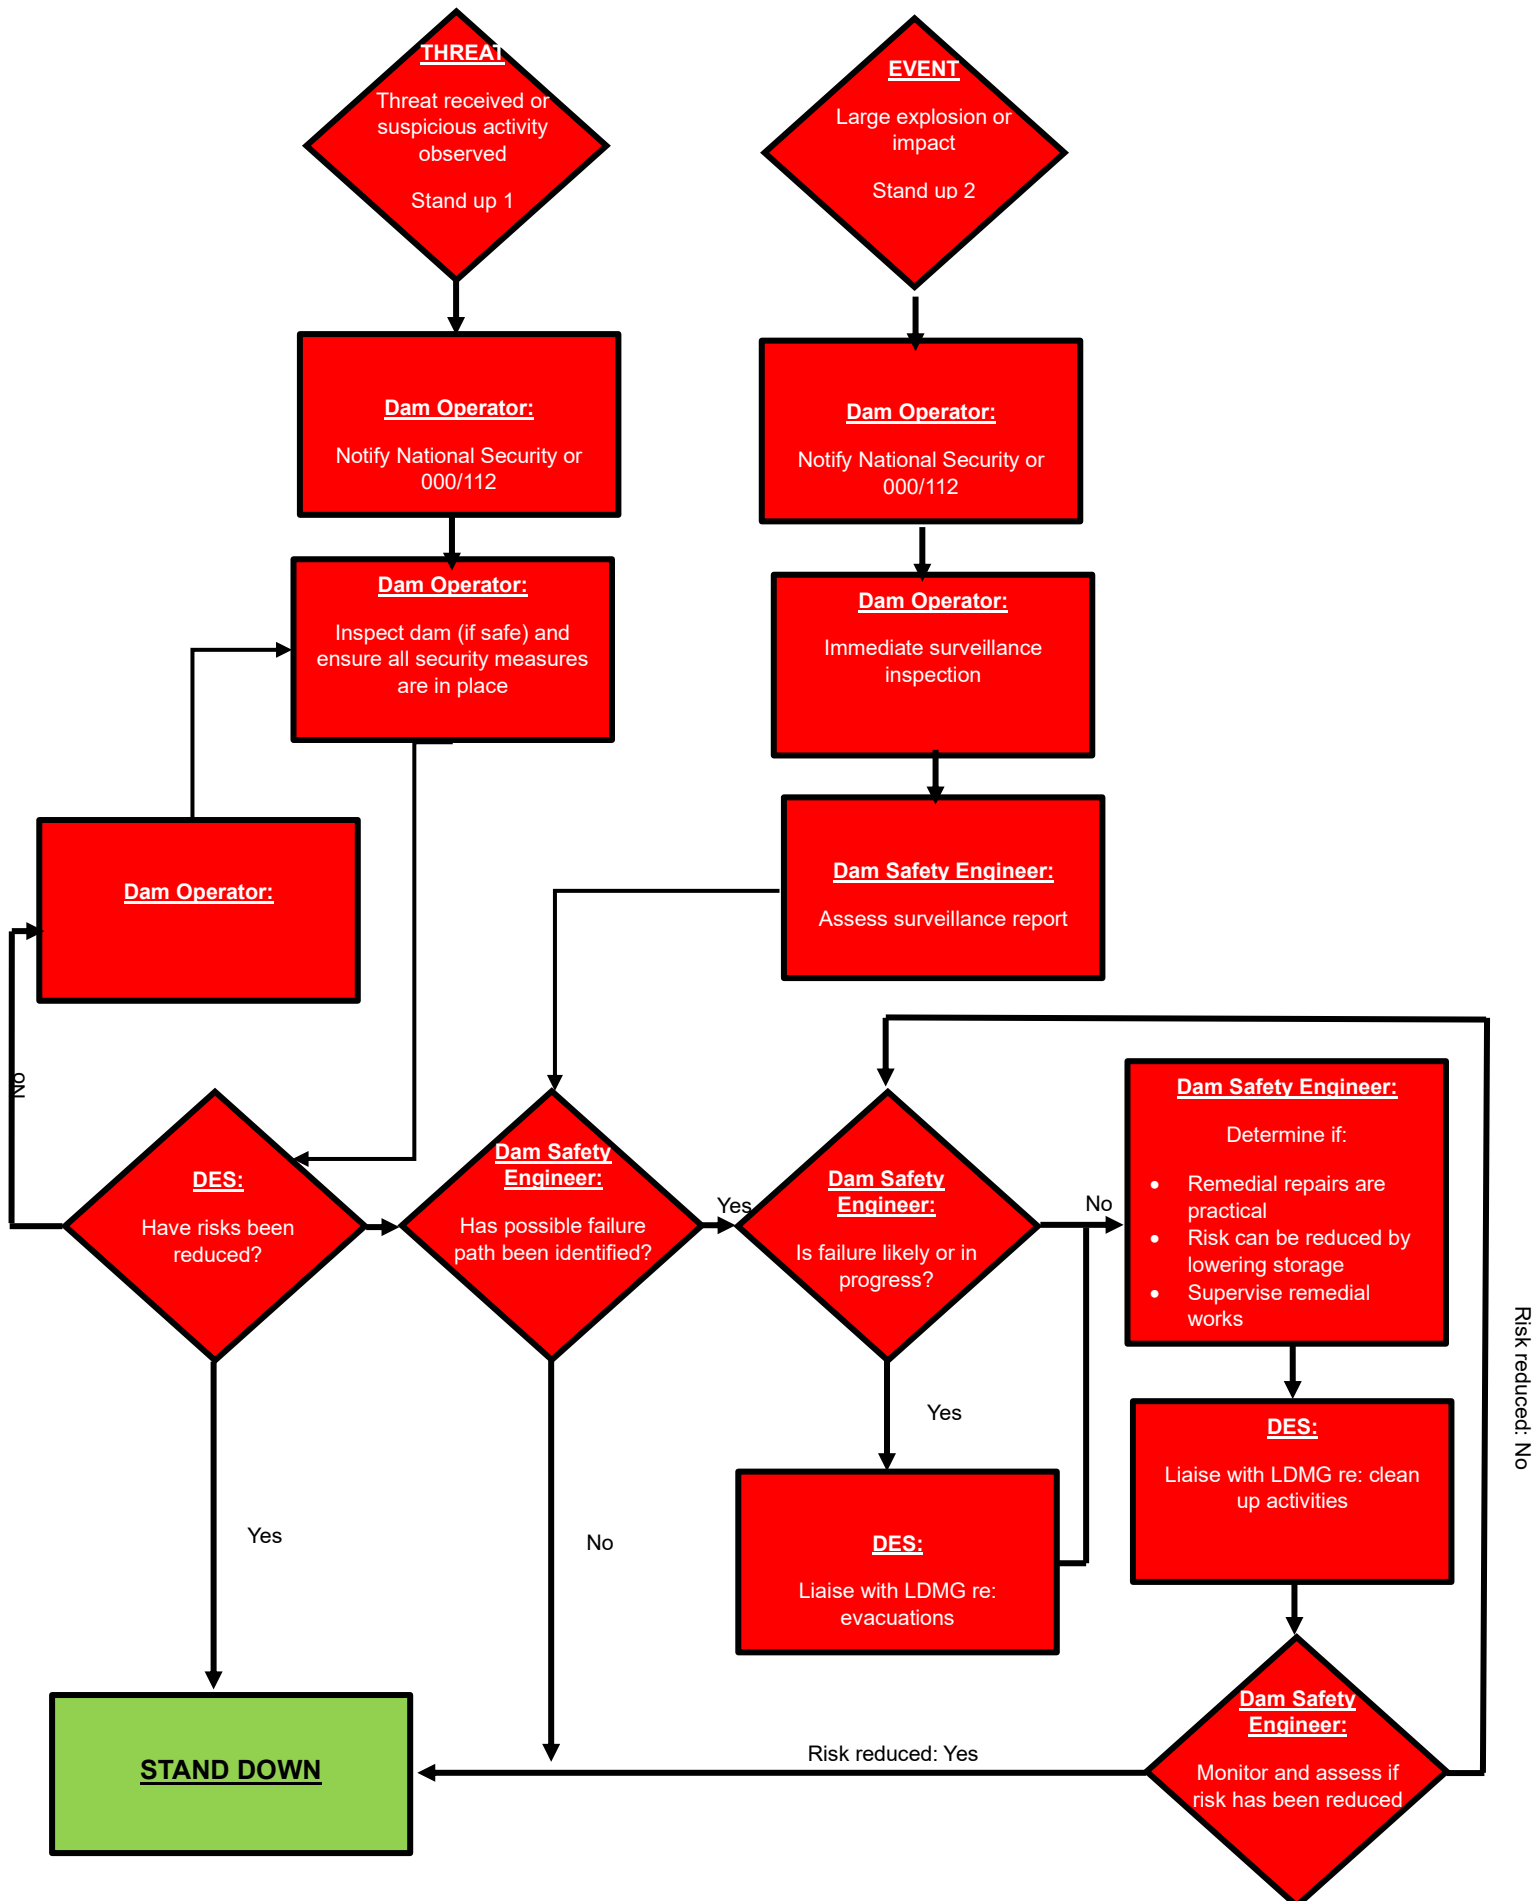 THREAT
Threat received or
suspicious activity
observed
Stand up 1
EVENT
Large explosion or
impact
Stand up 2
Dam Operator:
Notify National Security or
000/112
Dam Operator:
Notify National Security or
000/112
Dam Operator:
Inspect dam (if safe) and
ensure all security measures
are in place
Dam Operator:
Immediate surveillance
inspection
Dam Operator:
Dam Safety Engineer:
Assess surveillance report
No
DES:
Have risks been
reduced?
Dam Safety
Engineer:
Has possible failure
path been identified?
Yes
Dam Safety
Engineer:
Is failure likely or in
progress?
No
Dam Safety Engineer:
Determine if:
• Remedial repairs are
practical
• Risk can be reduced by
lowering storage
• Supervise remedial
works
Risk reduced: No
Yes
DES:
Liaise with LDMG re: clean
up activities
Yes
No
DES:
Liaise with LDMG re:
evacuations
STAND DOWN
Risk reduced: Yes
Dam Safety
Engineer:
Monitor and assess if
risk has been reduced